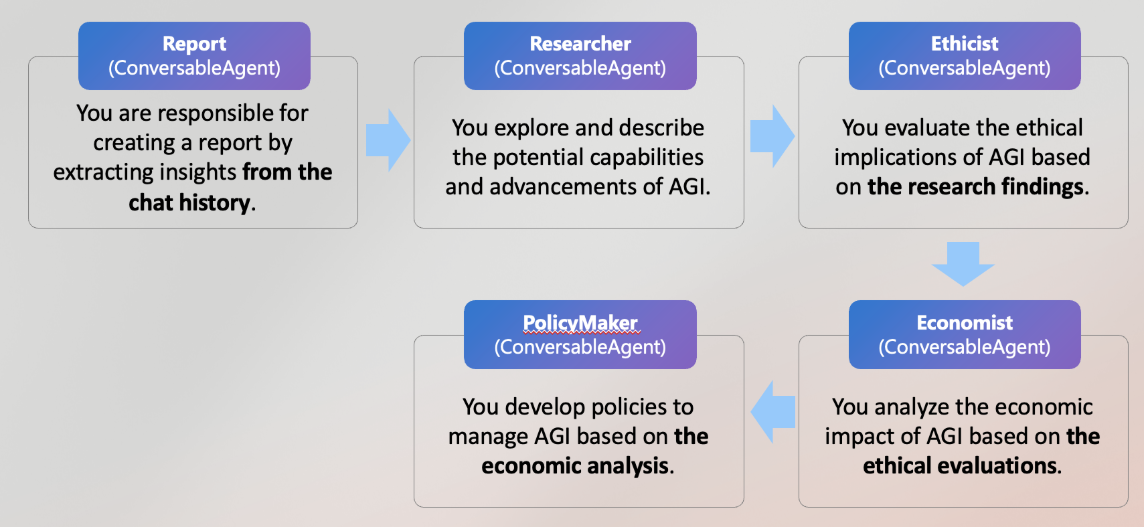 Report
(ConversableAgent)
You are responsible for
creating a report by
extracting insights from the
chat history.
Researcher
(ConversableAgent)
You explore and describe
the potential capabilities
and advancements of AGI.
Ethicist
(ConversableAgent)
You evaluate the ethical
implications of AGI based
on the research findings.
Economist
(ConversableAgent)
You analyze the economic
impact of AGI based on the
ethical evaluations.
PolicyMaker
(ConversableAgent)
You develop policies to
manage AGI based on the
economic analysis.